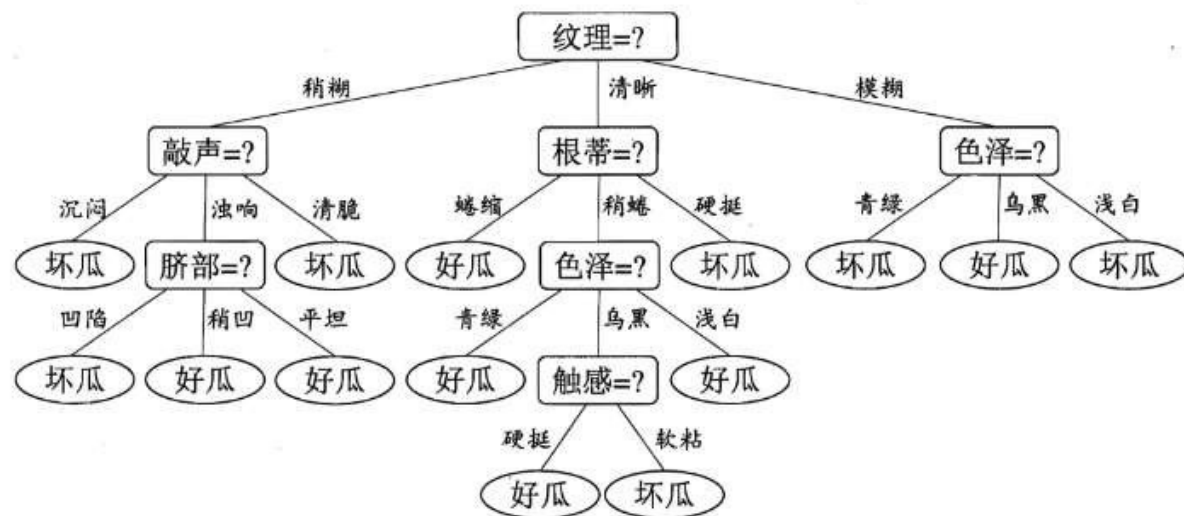 纹理=?
稍糊 清晰 模糊
敲声=? 根蒂=? 色泽=?
沉闷 浊响 清脆 蜷缩 稍蜷 硬挺 青绿 乌黑 浅白
坏瓜 脐部=? 坏瓜 好瓜 色泽=? 坏瓜 坏瓜 好瓜 坏瓜
凹陷 稍凹 平坦 青绿 乌黑 浅白
坏瓜 好瓜 好瓜 好瓜 触感=? 好瓜
硬挺 软粘
好瓜 坏瓜